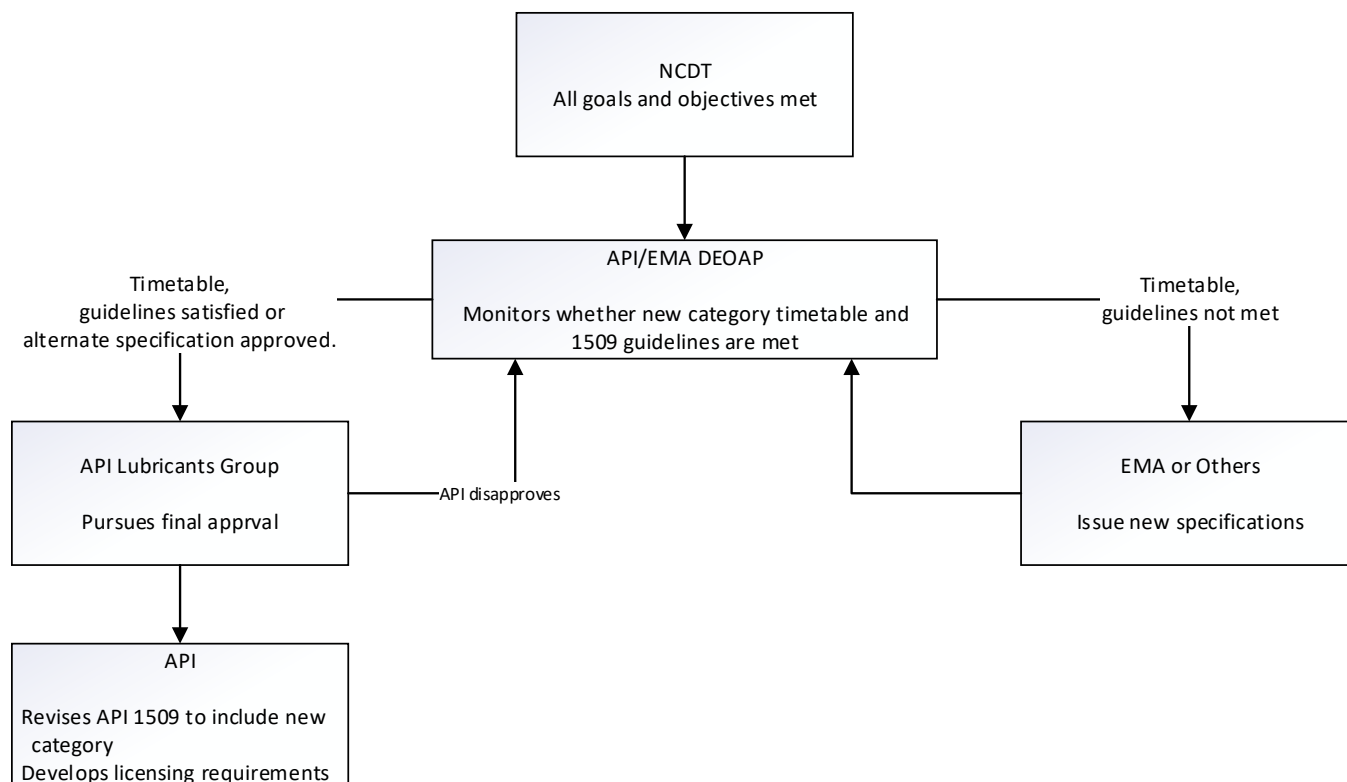 NCDT
All goals and objectives met
API/EMA DEOAP
Monitors whether new category timetable and
1509 guidelines are met
Timetable,
guidelines satisfied or
alternate specification approved.
Timetable,
guidelines not met
API Lubricants Group
Pursues final apprval
API disapproves
EMA or Others
Issue new specifications
API
Revises API 1509 to include new
category
Develops licensing requirements